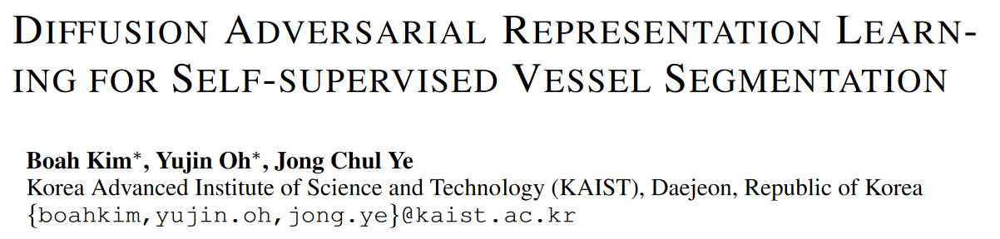 DIFFUSION ADVERSARIAL REPRESENTATION LEARN-
ING FOR SELF-SUPERVISED VESSEL SEGMENTATION
Boah Kim*, Yujin Oh*, Jong Chul Ye
Korea Advanced Institute of Science and Technology (KAIST), Daejeon, Republic of Korea
{boahkim,yujin.oh,jong.ye}@kaist.ac.kr